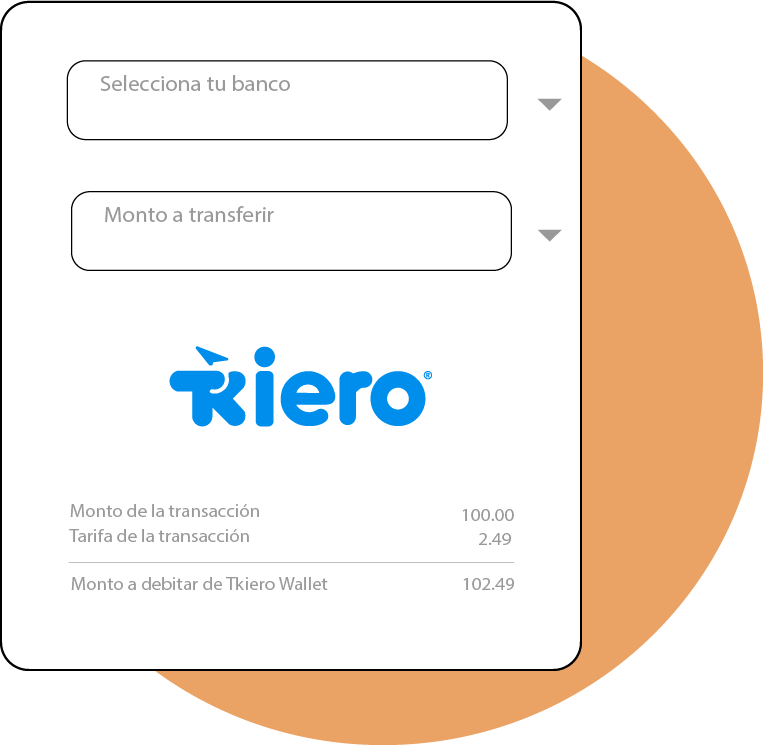 Selecciona tu banco
Monto a transferir
Tkiero®
Monto de la transacción 100.00
Tarifa de la transacción 2.49
Monto a debitar de Tkiero Wallet 102.49